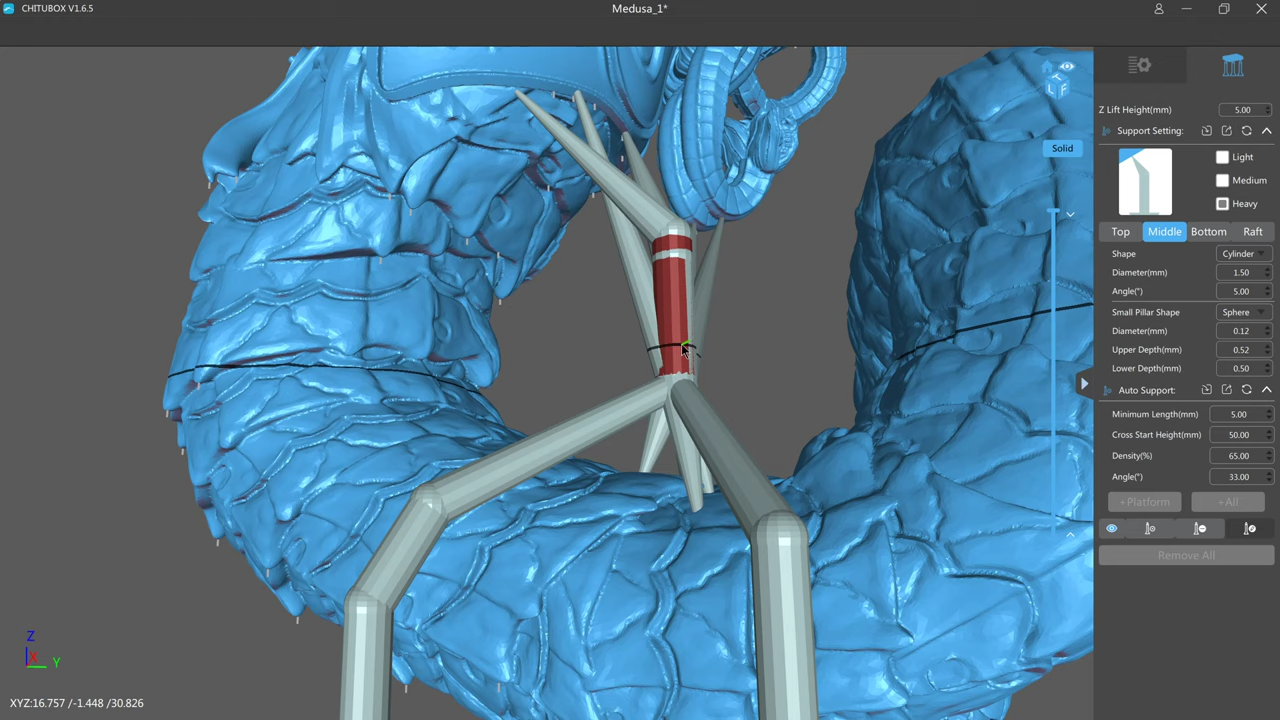 CHITUBOX V1.6.5
Medusa_1*
Z Lift Height(mm) 5.00
Support Setting:
Light
Medium
Heavy
Top Middle Bottom Raft
Shape Cylinder
Diameter(mm) 1.50
Angle(°) 5.00
Small Pillar Shape Sphere
Diameter(mm) 0.12
Upper Depth(mm) 0.52
Lower Depth(mm) 0.50
Auto Support:
Minimum Length(mm) 5.00
Cross Start Height(mm) 50.00
Density(%) 65.00
Angle(°) 33.00
+Platform +All
Remove All
Solid
T
L F
Z
X Y
XYZ:16.757 /-1.448 /30.826